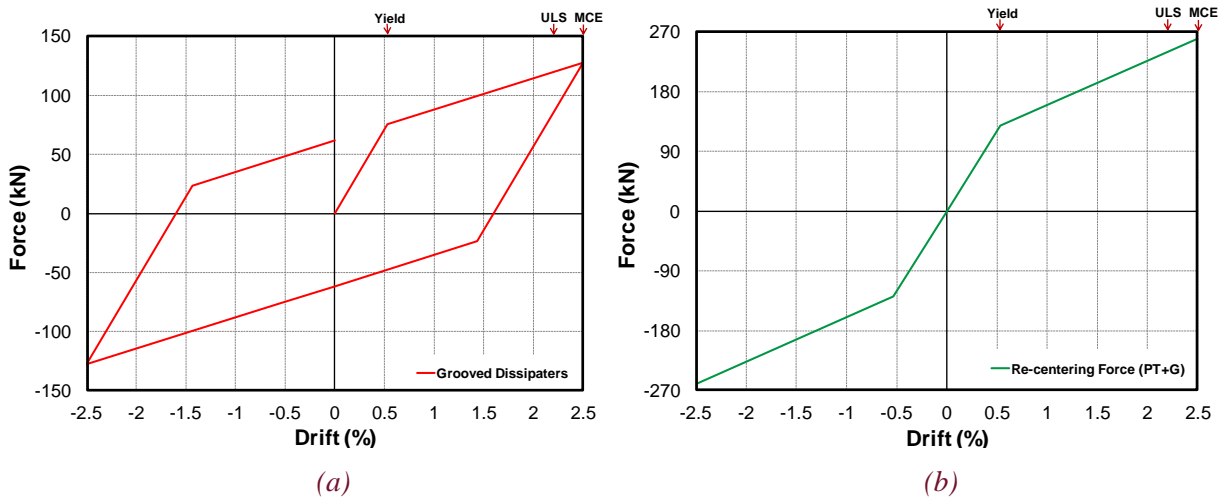 Yield ULS MCE
150
100
50
0
-50
-100
-150
Force (kN)
Grooved Dissipaters
-2.5 -2 -1.5 -1 -0.5 0 0.5 1 1.5 2 2.5
Drift (%)
(a)
Yield ULS MCE
270
180
90
0
-90
-180
-270
Force (kN)
Re-centering Force (PT+G)
-2.5 -2 -1.5 -1 -0.5 0 0.5 1 1.5 2 2.5
Drift (%)
(b)